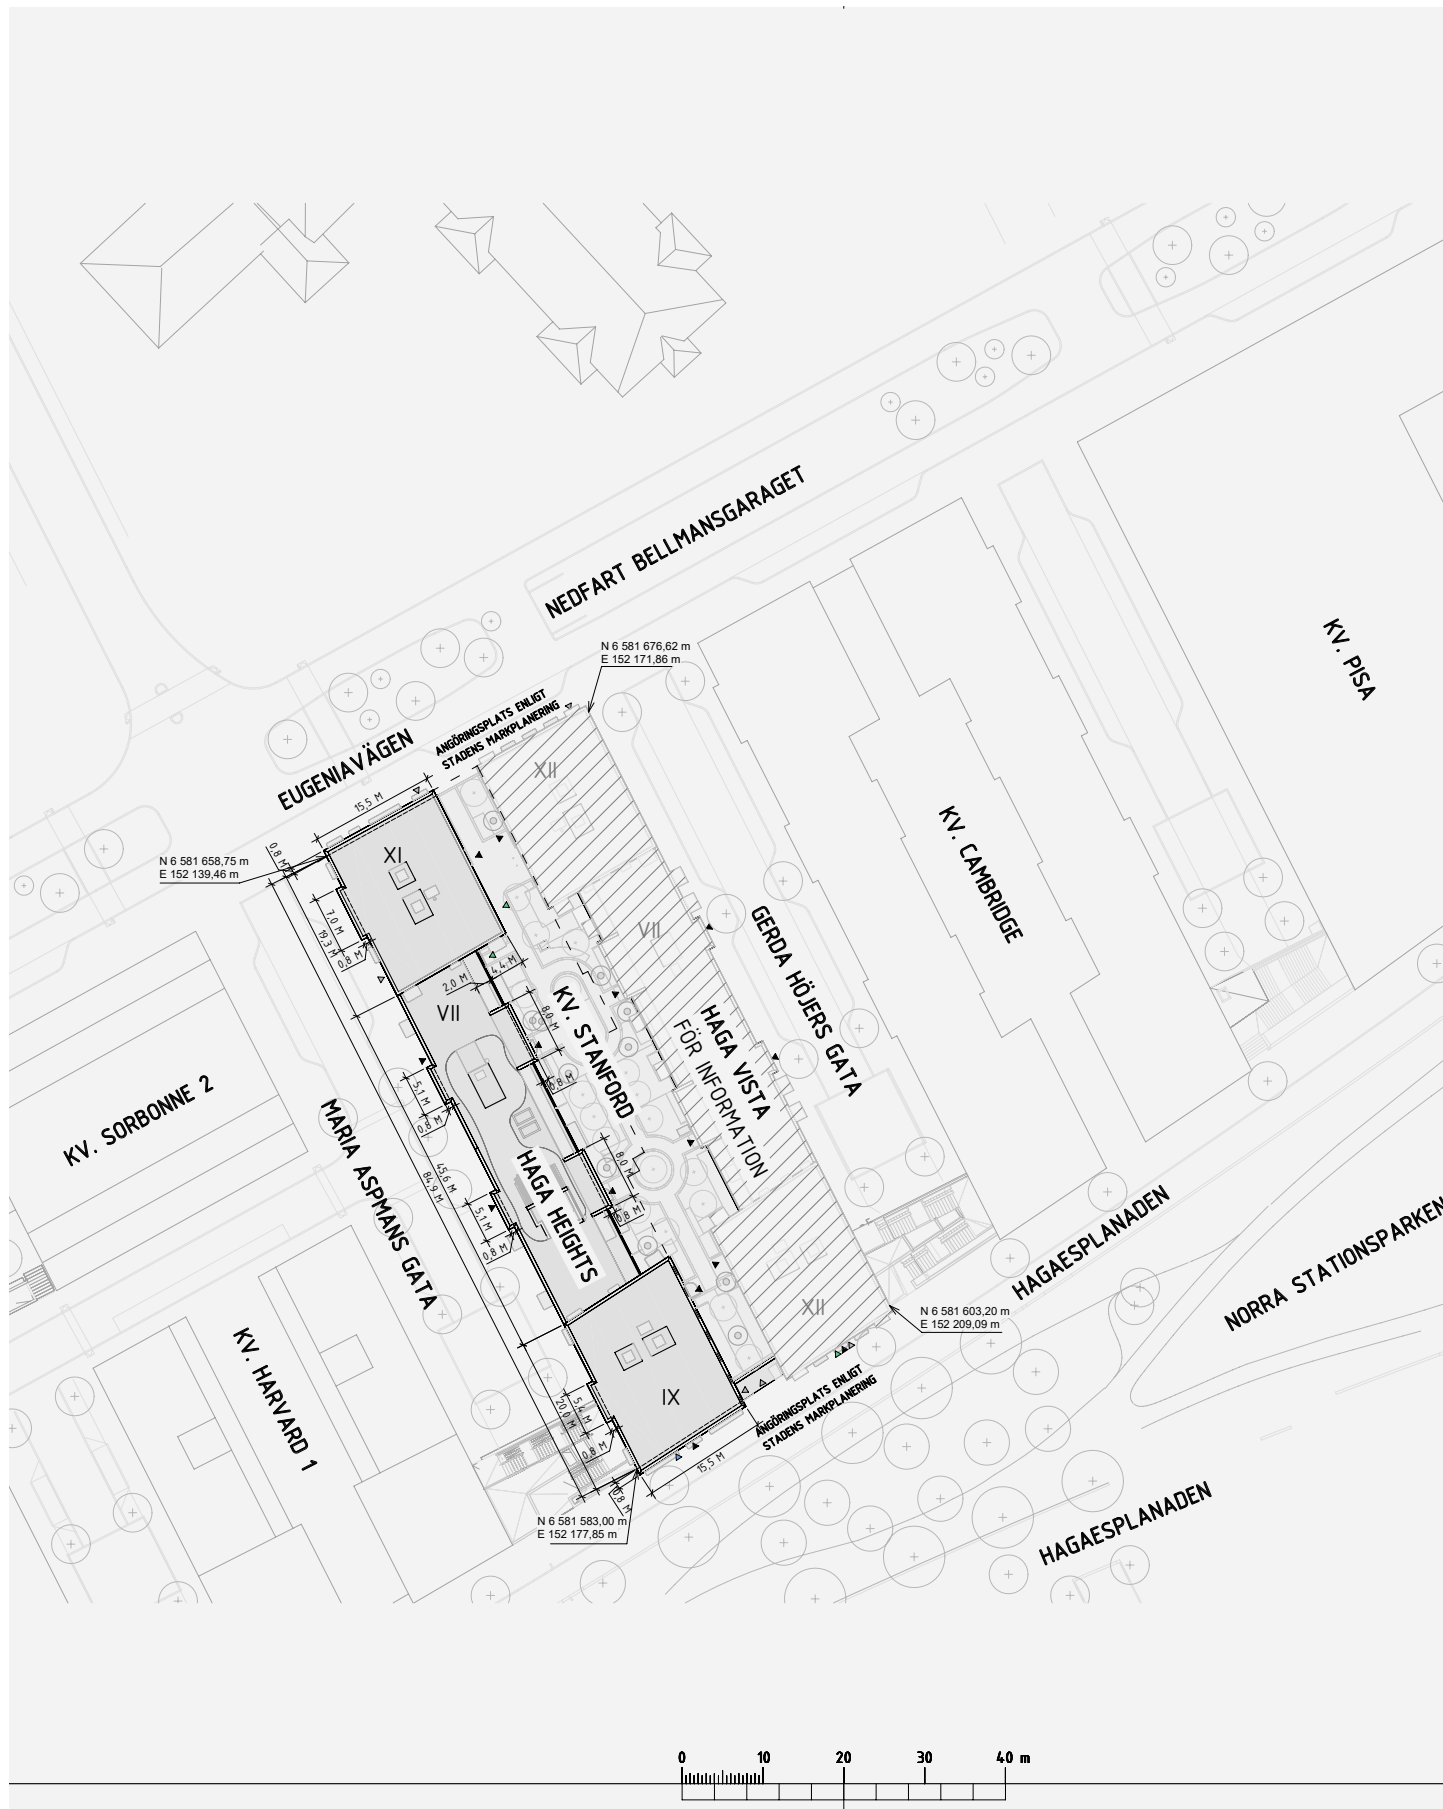 NEDFART BELLMANSGARAGET
KV. PISA
N 6 581 676,62 m
E 152 171,86 m
ANGÖRINGSPLATS ENLIGT
STADENS MARKPLANERING
EUGENIAVÄGEN
XII
15,5 M
KV. CAMBRIDGE
XI
0,8 M
N 6 581 658,75 m
E 152 139,46 m
7,0 M
19,3 M
0,8 M
VII
GERDA HÖJERS GATA
4,4 M
2,0 M
VII
8,0 M
KV. STANFORD
HAGA VISTA
FÖR INFORMATION
0,8 M
5,1 M
0,8 M
KV. SORBONNE 2
MARIA ASPMANS GATA
45,6 M
84,9 M
8,0 M
0,8 M
HAGA HEIGHTS
5,1 M
0,8 M
HAGAESPLANADEN
NORRA STATIONSPARKEN
XII
N 6 581 603,20 m
E 152 209,09 m
KV. HARVARD 1
IX
5,4 M
20,0 M
0,8 M
ANGÖRINGSPLATS ENLIGT
STADENS MARKPLANERING
15,5 M
0,8 M
N 6 581 583,00 m
E 152 177,85 m
HAGAESPLANADEN
0 10 20 30 40 m